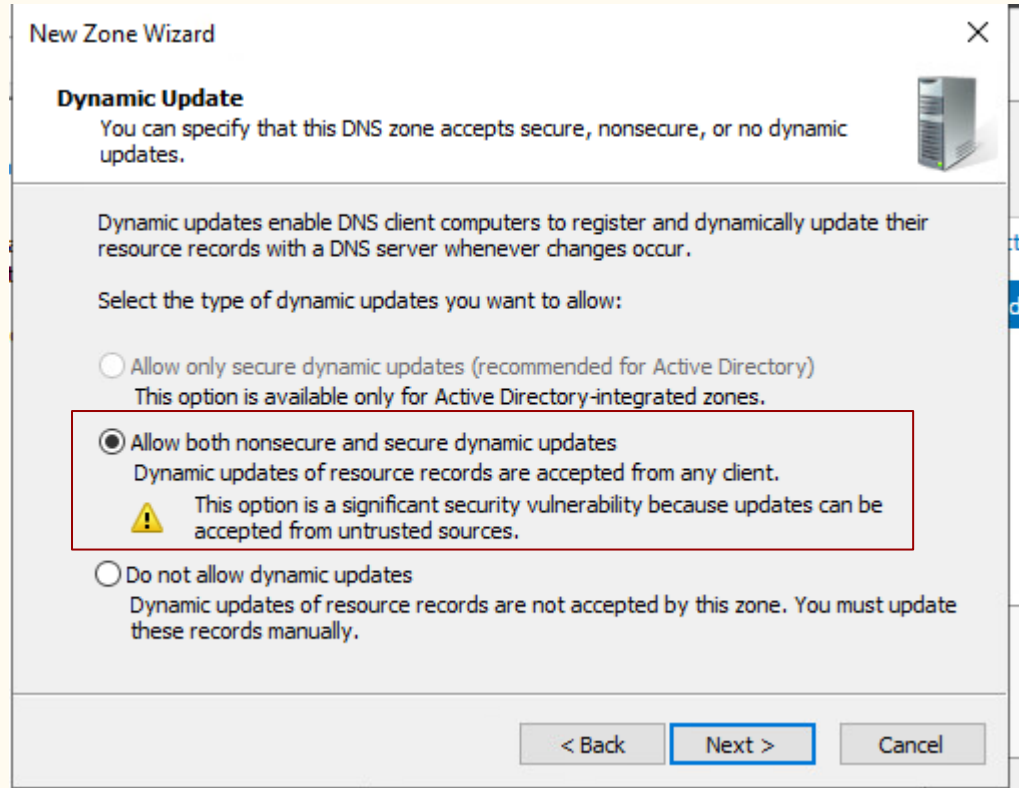 New Zone Wizard
Dynamic Update
You can specify that this DNS zone accepts secure, nonsecure, or no dynamic
updates.
Dynamic updates enable DNS client computers to register and dynamically update their
resource records with a DNS server whenever changes occur.
Select the type of dynamic updates you want to allow:
Allow only secure dynamic updates (recommended for Active Directory)
This option is available only for Active Directory-integrated zones.
Allow both nonsecure and secure dynamic updates
Dynamic updates of resource records are accepted from any client.
This option is a significant security vulnerability because updates can be
accepted from untrusted sources.
Do not allow dynamic updates
Dynamic updates of resource records are not accepted by this zone. You must update
these records manually.
< Back Next > Cancel